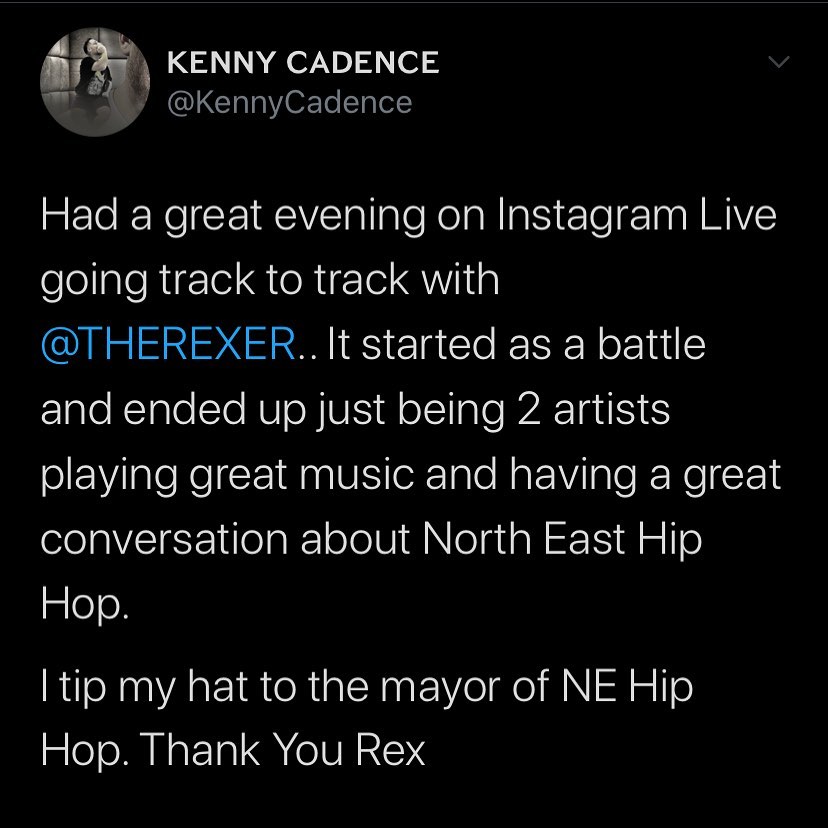 KENNY CADENCE
@KennyCadence
Had a great evening on Instagram Live
going track to track with
@THEREXER.. It started as a battle
and ended up just being 2 artists
playing great music and having a great
conversation about North East Hip
Hop.
I tip my hat to the mayor of NE Hip
Hop. Thank You Rex